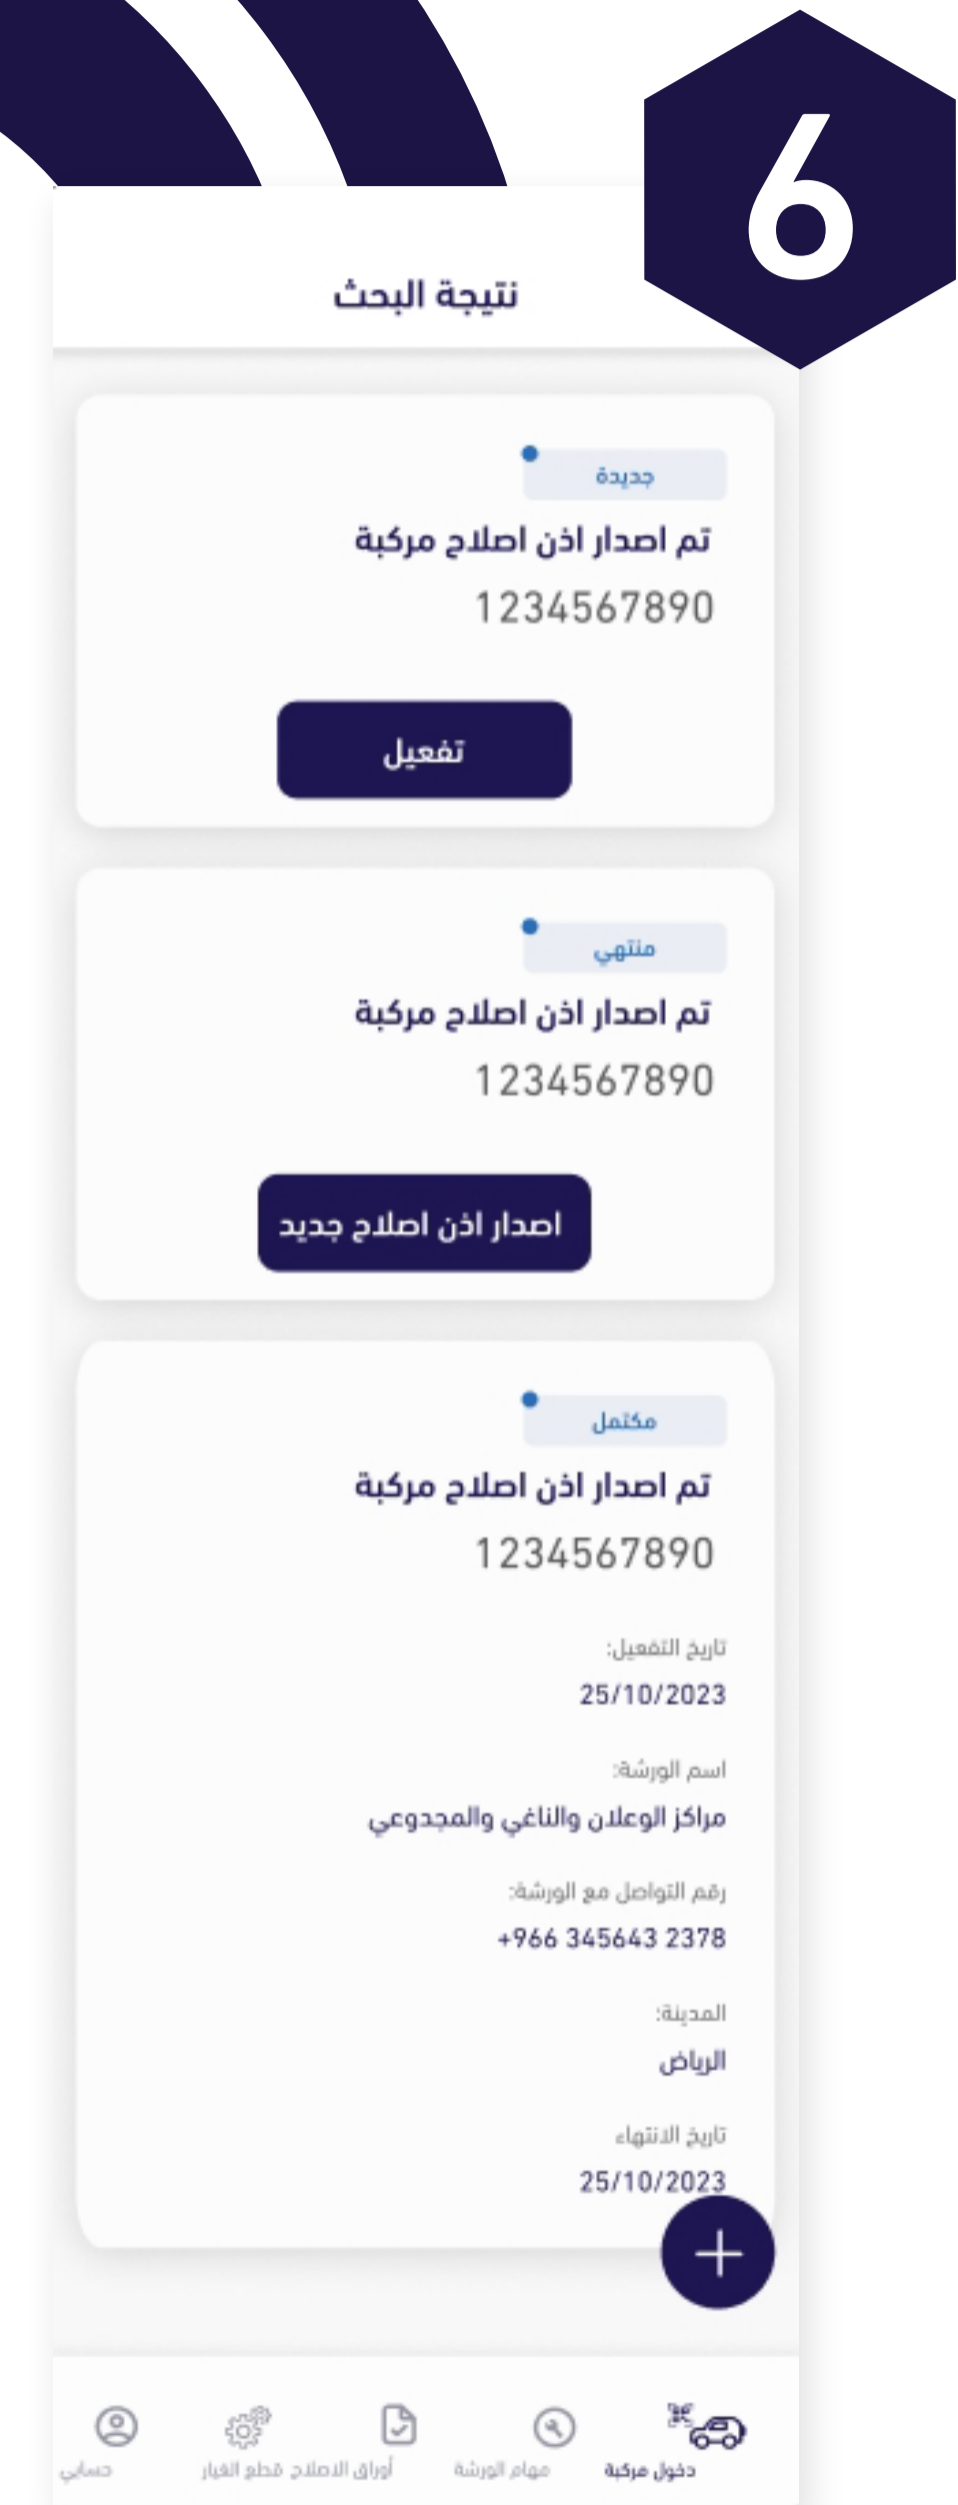 6
نتيجة البحث
جديدة
تم اصدار اذن اصلاح مركبة
1234567890
تفعيل
منتهي
تم اصدار اذن اصلاح مركبة
1234567890
اصدار اذن اصلاح جديد
مكتمل
تم اصدار اذن اصلاح مركبة
1234567890
تاريخ التفعيل:
25/10/2023
اسم الورشة:
مراكز الوعلان والناغي والمجدوعي
رقم التواصل مع الورشة:
+966 345643 2378
المدينة:
الرياض
تاريخ الانتهاء
25/10/2023
دخول مركبة
مهام الورشة
أوراق الاصلاح
قطع الغيار
حسابي